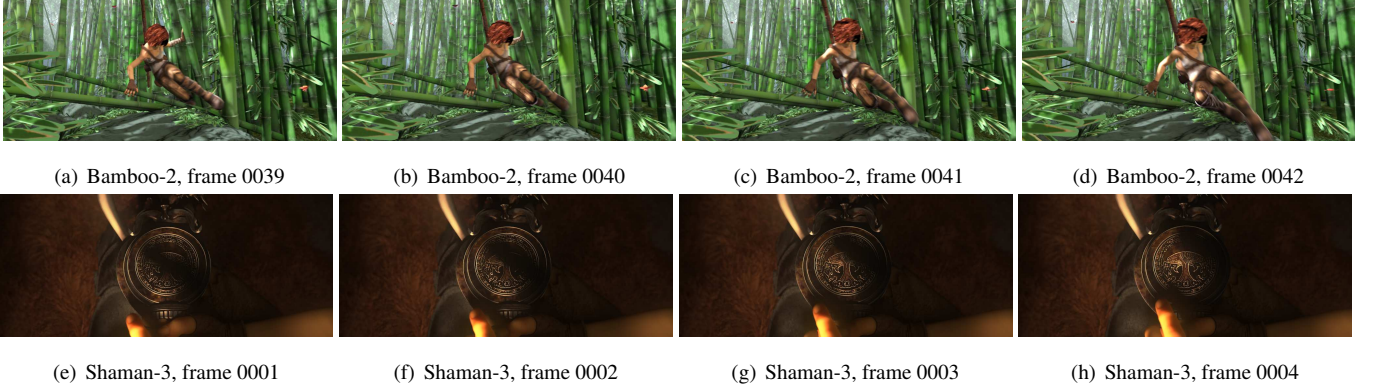 (a) Bamboo-2, frame 0039
(b) Bamboo-2, frame 0040
(c) Bamboo-2, frame 0041
(d) Bamboo-2, frame 0042
(e) Shaman-3, frame 0001
(f) Shaman-3, frame 0002
(g) Shaman-3, frame 0003
(h) Shaman-3, frame 0004